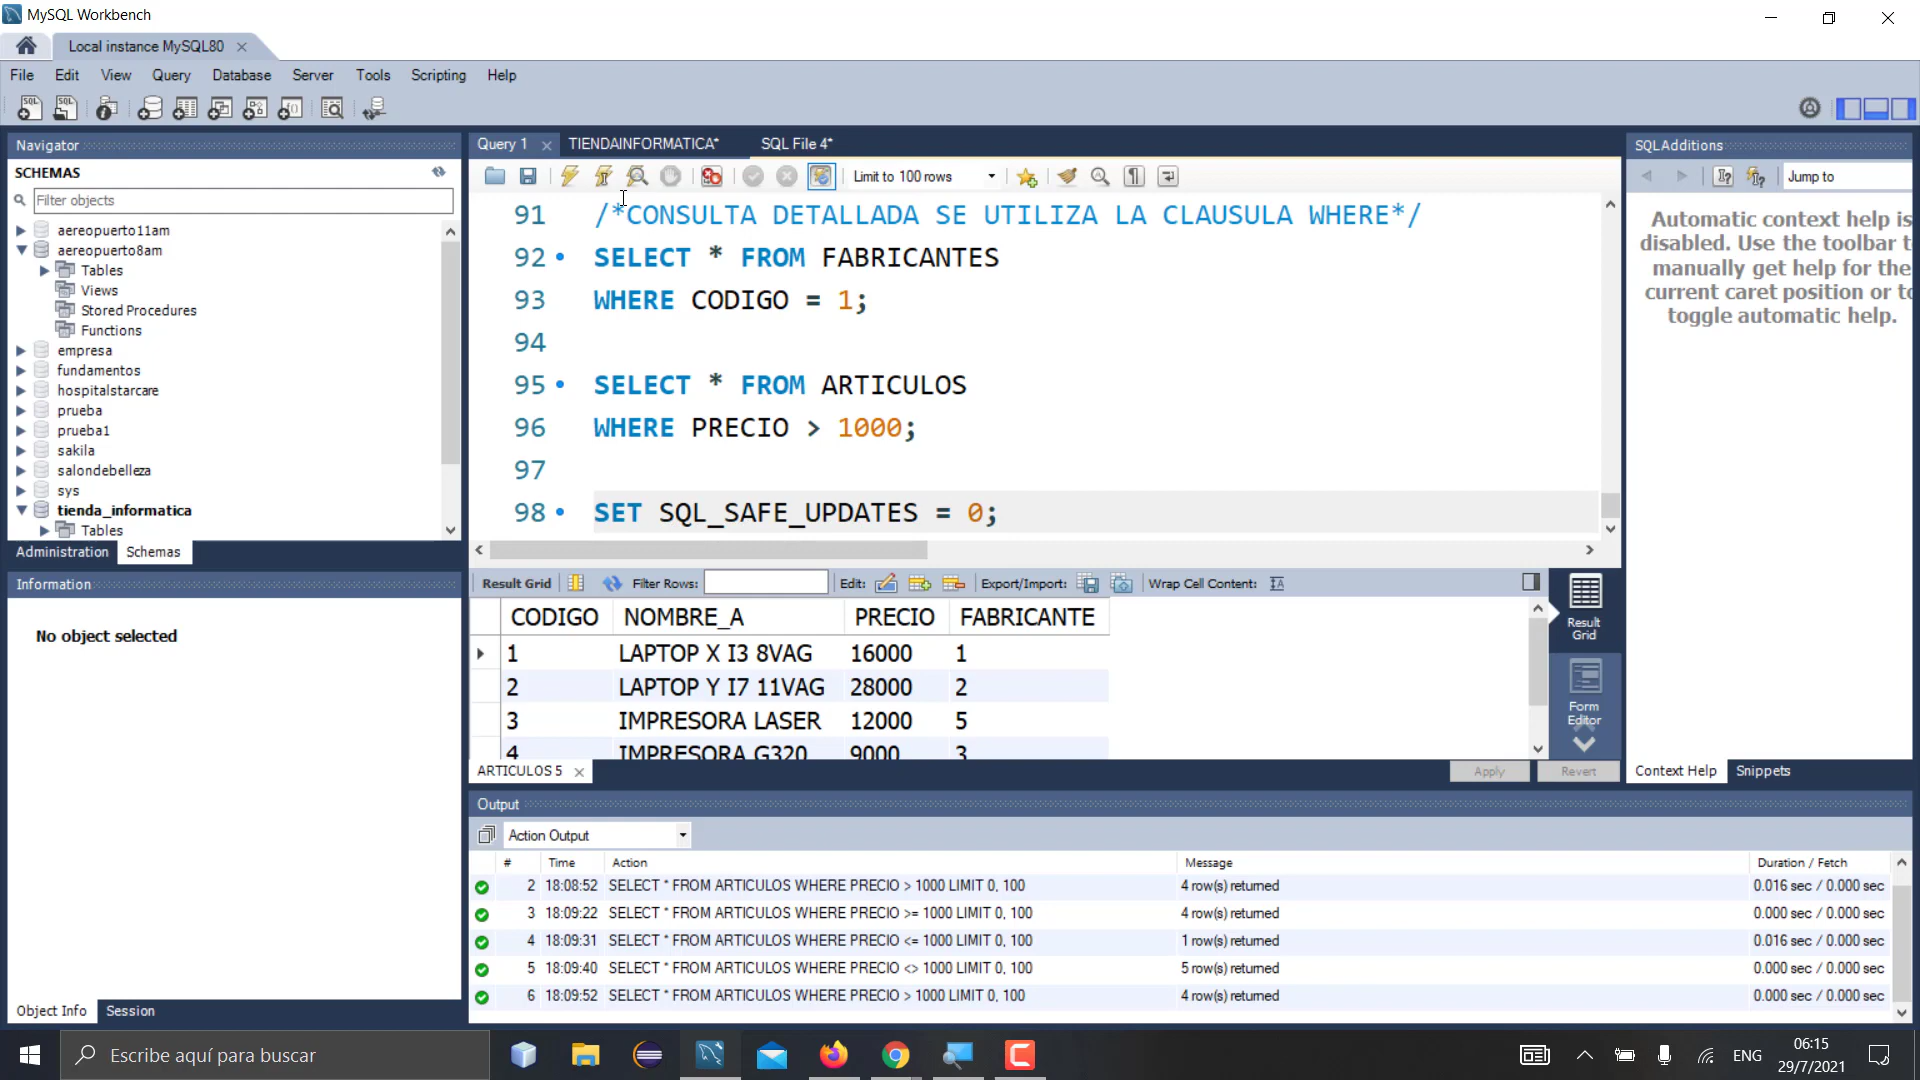 MySQL Workbench
Local instance MySQL80
File Edit View Query Database Server Tools Scripting Help
Navigator
SCHEMAS
Filter objects
aereopuerto11am
aereopuerto8am
Tables
Views
Stored Procedures
Functions
empresa
fundamentos
hospitalstarcare
prueba
prueba1
sakila
salondebelleza
sys
tienda_informatica
Tables
Administration Schemas
Information
No object selected
Object Info Session
Query 1 TIENDAINFORMATICA* SQL File 4*
Limit to 100 rows
91 /*CONSULTA DETALLADA SE UTILIZA LA CLAUSULA WHERE*/
92 SELECT * FROM FABRICANTES
93 WHERE CODIGO = 1;
94
95 SELECT * FROM ARTICULOS
96 WHERE PRECIO > 1000;
97
98 SET SQL_SAFE_UPDATES = 0;
Result Grid Filter Rows: Edit: Export/Import: Wrap Cell Content:
CODIGO NOMBRE_A PRECIO FABRICANTE
1 LAPTOP X I3 8VAG 16000 1
2 LAPTOP Y I7 11VAG 28000 2
3 IMPRESORA LASER 12000 5
4 IMPRESORA G320 9000 3
Result
Grid
Form
Editor
ARTICULOS 5
Apply Revert
Output
Action Output
# Time Action Message Duration / Fetch
2 18:08:52 SELECT * FROM ARTICULOS WHERE PRECIO > 1000 LIMIT 0, 100 4 row(s) returned 0.016 sec / 0.000 sec
3 18:09:22 SELECT * FROM ARTICULOS WHERE PRECIO >= 1000 LIMIT 0, 100 4 row(s) returned 0.000 sec / 0.000 sec
4 18:09:31 SELECT * FROM ARTICULOS WHERE PRECIO <= 1000 LIMIT 0, 100 1 row(s) returned 0.016 sec / 0.000 sec
5 18:09:40 SELECT * FROM ARTICULOS WHERE PRECIO <> 1000 LIMIT 0, 100 5 row(s) returned 0.000 sec / 0.000 sec
6 18:09:52 SELECT * FROM ARTICULOS WHERE PRECIO > 1000 LIMIT 0, 100 4 row(s) returned 0.000 sec / 0.000 sec
SQLAdditions
Jump to
Automatic context help is
disabled. Use the toolbar t
manually get help for the
current caret position or to
toggle automatic help.
Context Help Snippets
Escribe aquí para buscar
ENG
06:15
29/7/2021